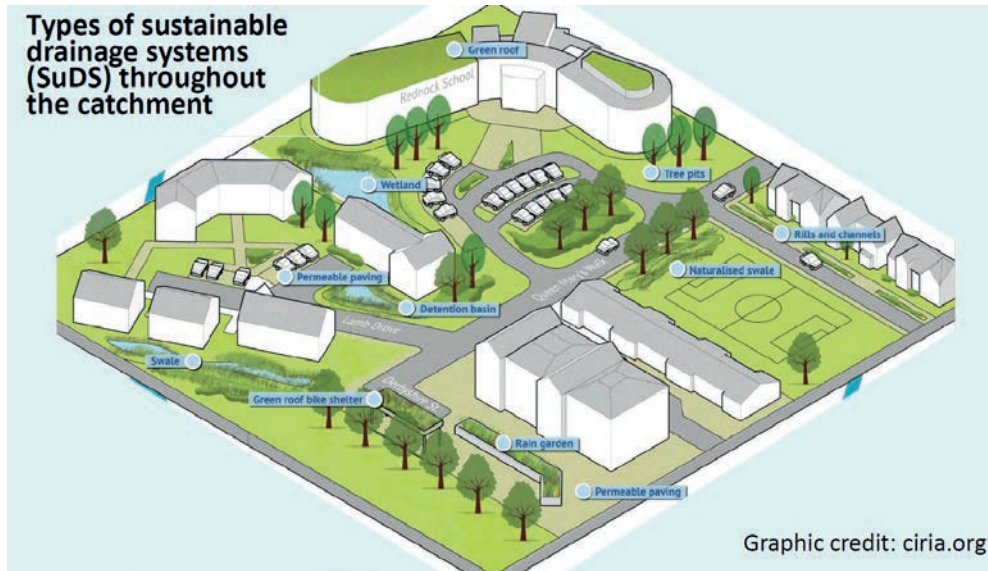 Types of sustainable
drainage systems
(SuDS) throughout
the catchment
Green roof
Rednock School
Tree pits
Wetland
Rills and channels
Permeable paving
Naturalised swale
Detention basin
Queen Mary's Walk
Lamb Drove
Swale
Derbyshire St
Green roof bike shelter
Rain garden
Permeable paving
Graphic credit: ciria.org